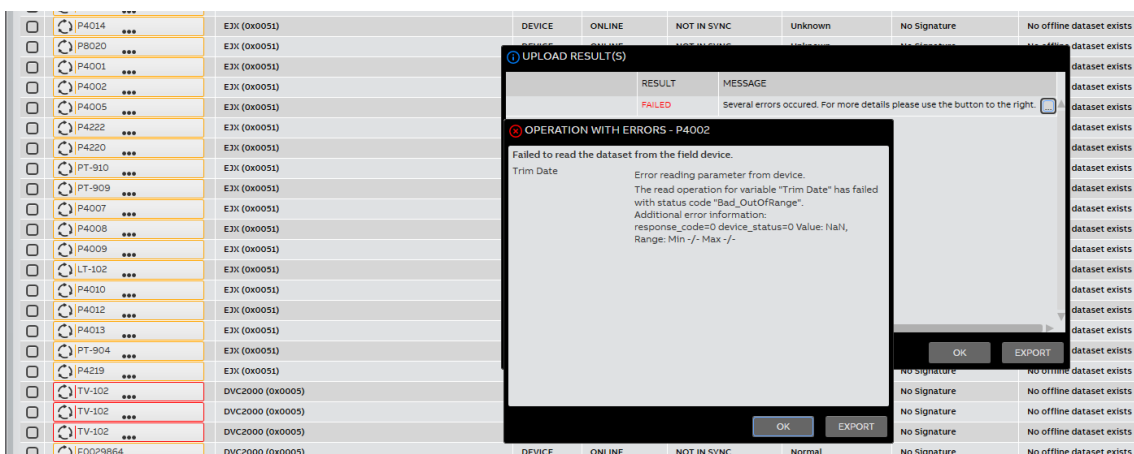 P4014 ... EJX (0x0051) DEVICE ONLINE NOT IN SYNC Unknown No Signature No offline dataset exists
P8020 ... EJX (0x0051) dataset exists
UPLOAD RESULT(S)
P4001 ... EJX (0x0051) dataset exists
P4002 ... EJX (0x0051) RESULT MESSAGE dataset exists
P4005 ... EJX (0x0051) FAILED Several errors occured. For more details please use the button to the right. ... dataset exists
P4222 ... EJX (0x0051) dataset exists
OPERATION WITH ERRORS - P4002
P4220 ... EJX (0x0051) dataset exists
Failed to read the dataset from the field device.
PT-910 ... EJX (0x0051) dataset exists
Trim Date Error reading parameter from device.
PT-909 ... EJX (0x0051) dataset exists
The read operation for variable "Trim Date" has failed
with status code "Bad_OutOfRange".
P4007 ... EJX (0x0051) dataset exists
Additional error information:
P4008 ... EJX (0x0051) dataset exists
response_code=0 device_status=0 Value: NaN,
Range: Min -/- Max -/-
P4009 ... EJX (0x0051) dataset exists
LT-102 ... EJX (0x0051) dataset exists
P4010 ... EJX (0x0051) dataset exists
P4012 ... EJX (0x0051) dataset exists
P4013 ... EJX (0x0051) dataset exists
PT-904 ... EJX (0x0051) OK EXPORT dataset exists
P4219 ... EJX (0x0051) No Signature No offline dataset exists
TV-102 ... DVC2000 (0x0005) No Signature No offline dataset exists
TV-102 ... DVC2000 (0x0005) No Signature No offline dataset exists
OK EXPORT
TV-102 ... DVC2000 (0x0005) No Signature No offline dataset exists
F0029864 DVC2000 (0x0005) DEVICE ONLINE NOT IN SYNC Normal No Signature No offline dataset exists